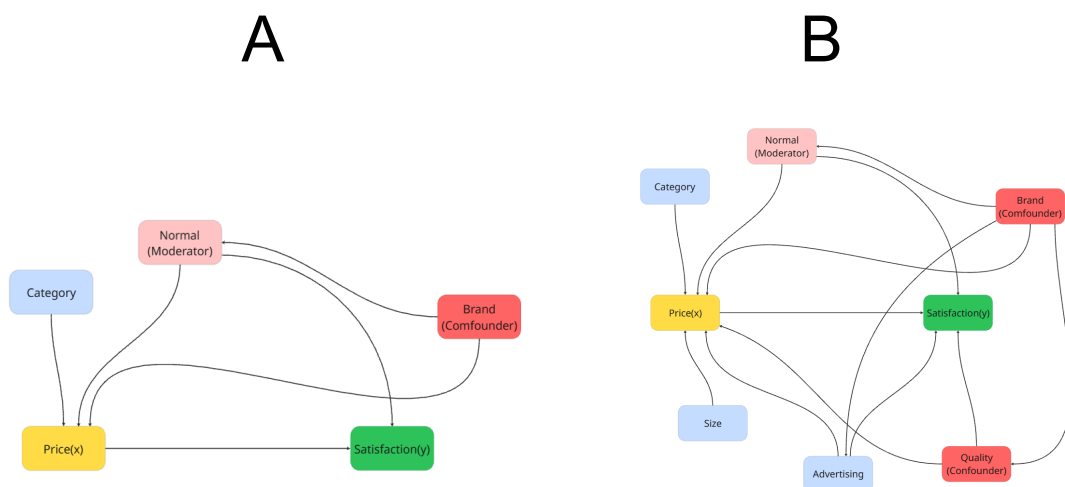 A
Normal
(Moderator)
Category
Brand
(Comfounder)
Price(x)
Satisfaction(y)
B
Normal
(Moderator)
Category
Brand
(Comfounder)
Price(x)
Satisfaction(y)
Size
Advertising
Quality
(Confounder)